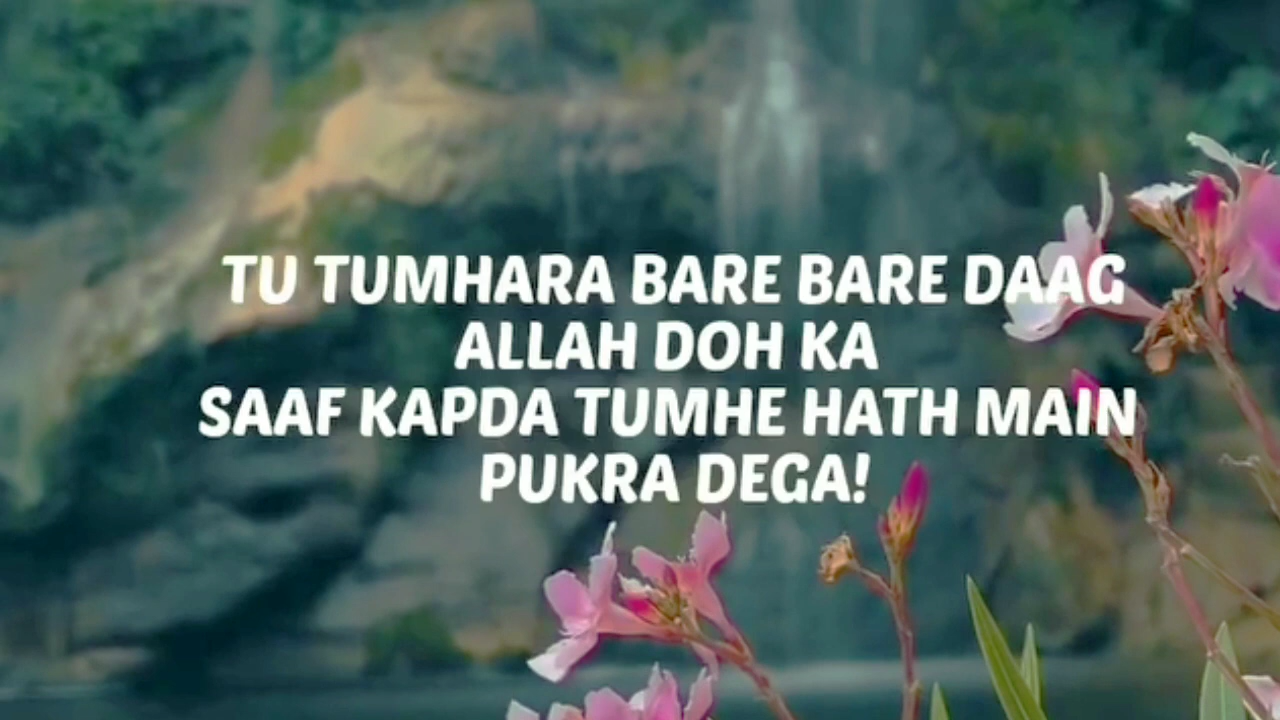 TU TUMHARA BARE BARE DAAG
ALLAH DOH KA
SAAF KAPDA TUMHE HATH MAIN
PUKRA DEGA!